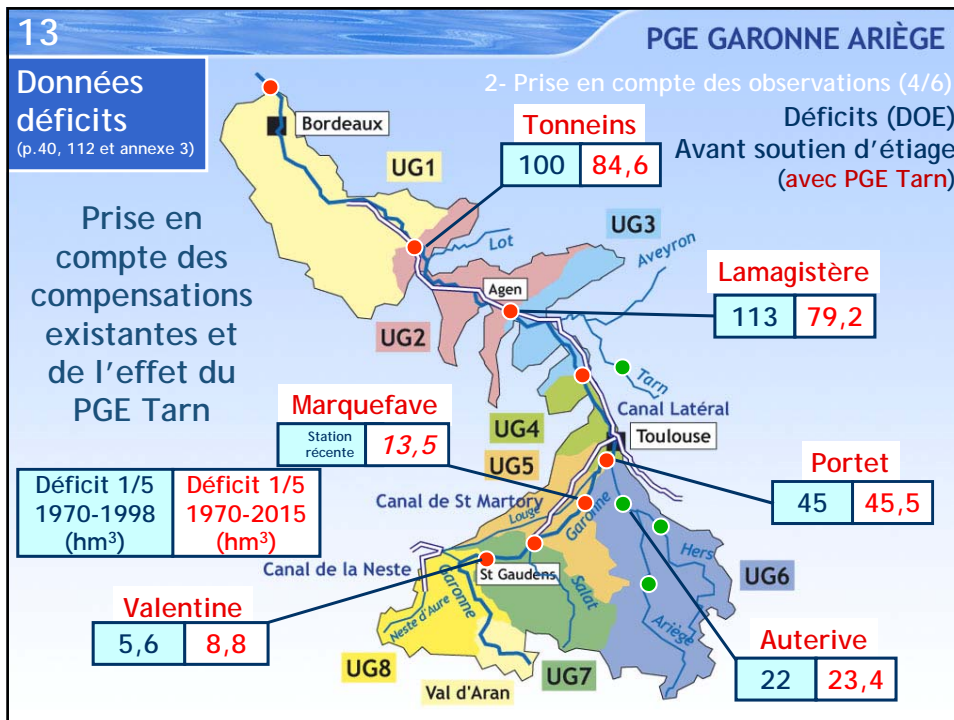 13
PGE GARONNE ARIÈGE
Données
déficits
(p.40, 112 et annexe 3)
2- Prise en compte des observations (4/6)
Déficits (DOE)
Avant soutien d'étiage
(avec PGE Tarn)
Prise en
compte des
compensations
existantes et
de l'effet du
PGE Tarn
Bordeaux
UG1
Tonneins
100 84,6
Lot
UG3
Aveyron
Agen
UG2
Lamagistère
113 79,2
Tarn
Canal Latéral
Marquefave
Station
récente
13,5
UG4
Toulouse
UG5
Portet
45 45,5
Déficit 1/5
1970-1998
(hm³)
Déficit 1/5
1970-2015
(hm³)
Canal de St Martory
Louge
Garonne
Hers
Canal de la Neste
St Gaudens
UG6
Garonne
Salat
Ariège
Neste d'Aure
Valentine
5,6 8,8
UG8
Val d'Aran
UG7
Auterive
22 23,4